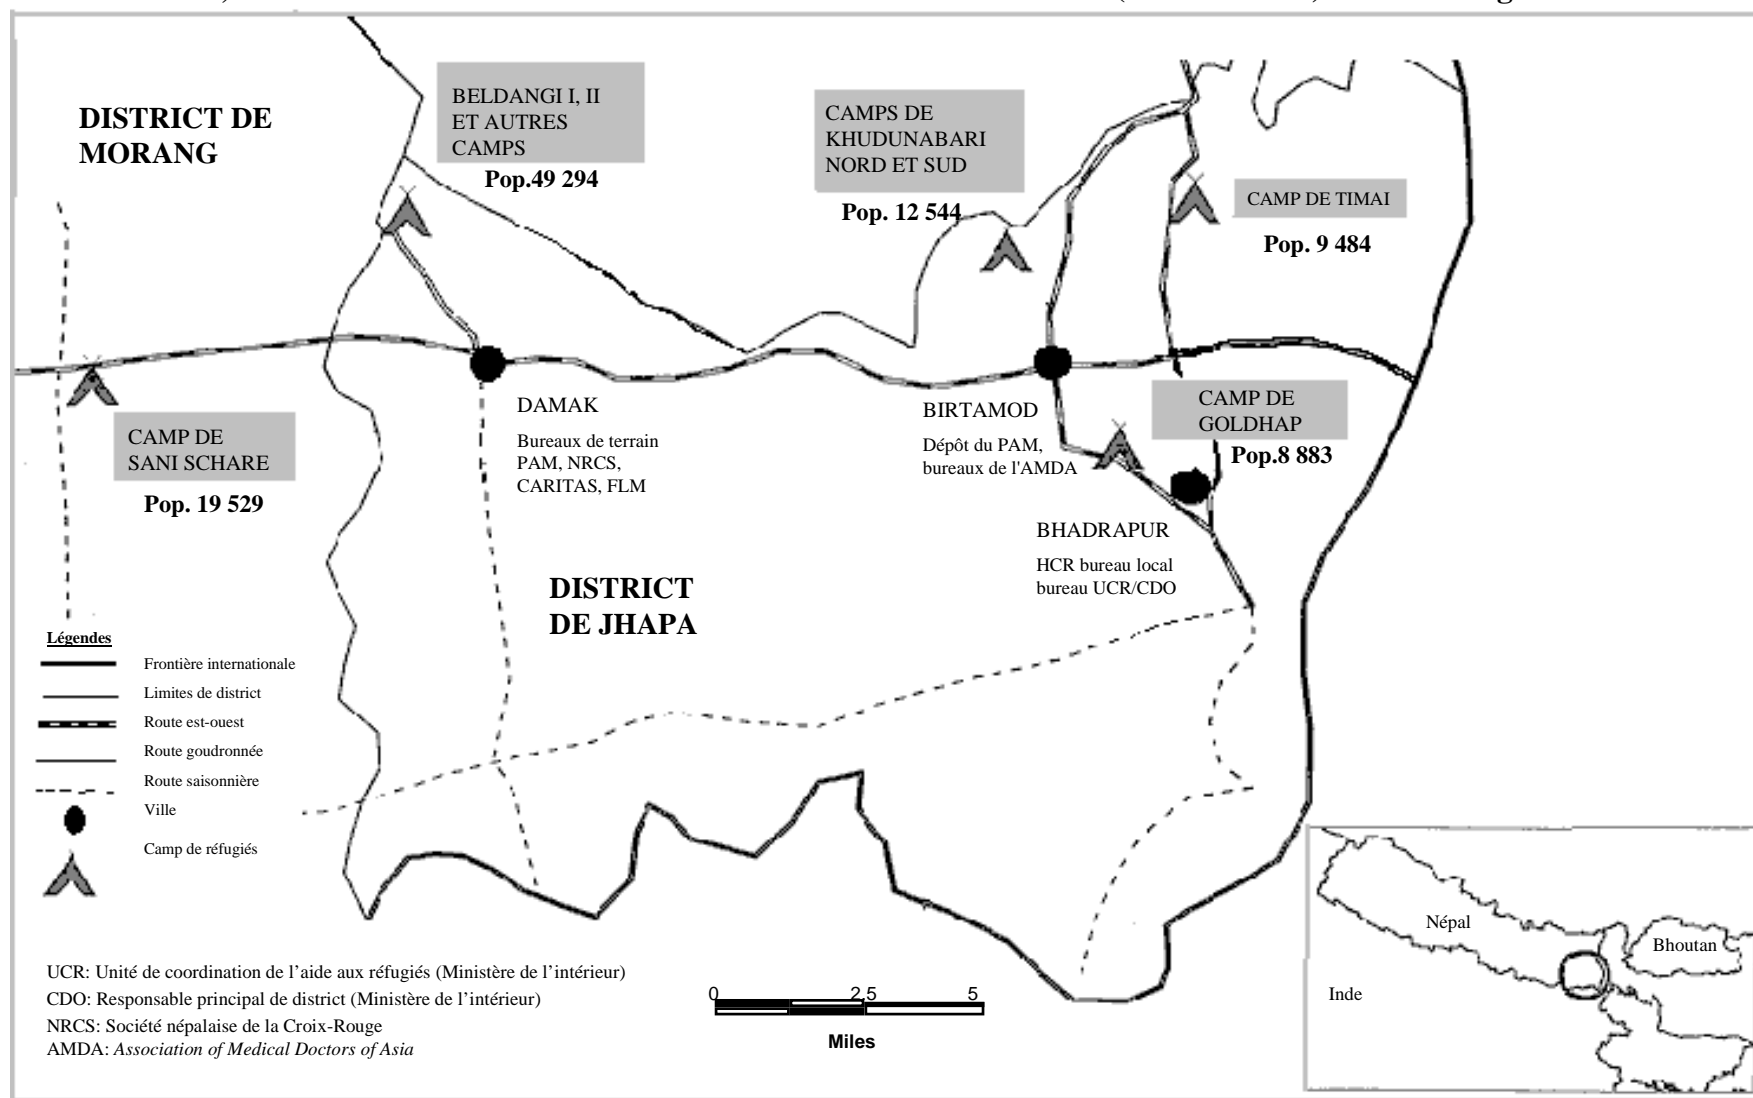 DISTRICT DE
MORANG
BELDANGI I, II
ET AUTRES
CAMPS
Pop.49 294
CAMPS DE
KHUDUNABARI
NORD ET SUD
Pop. 12 544
CAMP DE TIMAI
Pop. 9 484
CAMP DE
SANI SCHARE
Pop. 19 529
DAMAK
Bureaux de terrain
PAM, NRCS,
CARITAS, FLM
BIRTAMOD
Dépôt du PAM,
bureaux de l'AMDA
CAMP DE
GOLDHAP
Pop.8 883
BHADRAPUR
HCR bureau local
bureau UCR/CDO
DISTRICT
DE JHAPA
Légendes
Frontière internationale
Limites de district
Route est-ouest
Route goudronnée
Route saisonnière
Ville
Camp de réfugiés
UCR: Unité de coordination de l’aide aux réfugiés (Ministère de l’intérieur)
CDO: Responsable principal de district (Ministère de l’intérieur)
NRCS: Société népalaise de la Croix-Rouge
AMDA: Association of Medical Doctors of Asia
0 2,5 5
Miles
Népal
Bhoutan
Inde